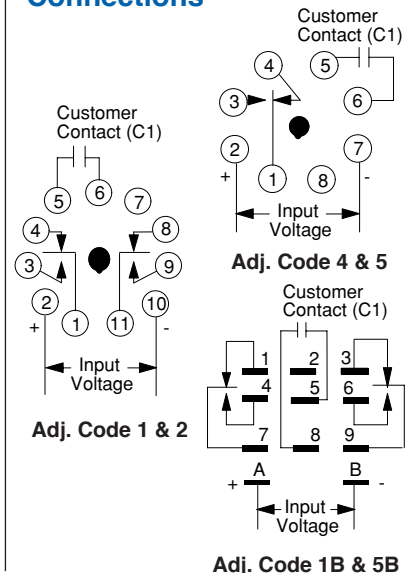 Connections
Customer
Contact (C1)
5
4
3
6
2
7
1
8
+
-
Input
Voltage
Adj. Code 4 & 5
Customer
Contact (C1)
5
6
7
4
8
3
9
2
10
1
11
+
-
Input
Voltage
Adj. Code 1 & 2
Customer
Contact (C1)
1
2
3
4
5
6
7
8
9
A
B
+
-
Input
Voltage
Adj. Code 1B & 5B